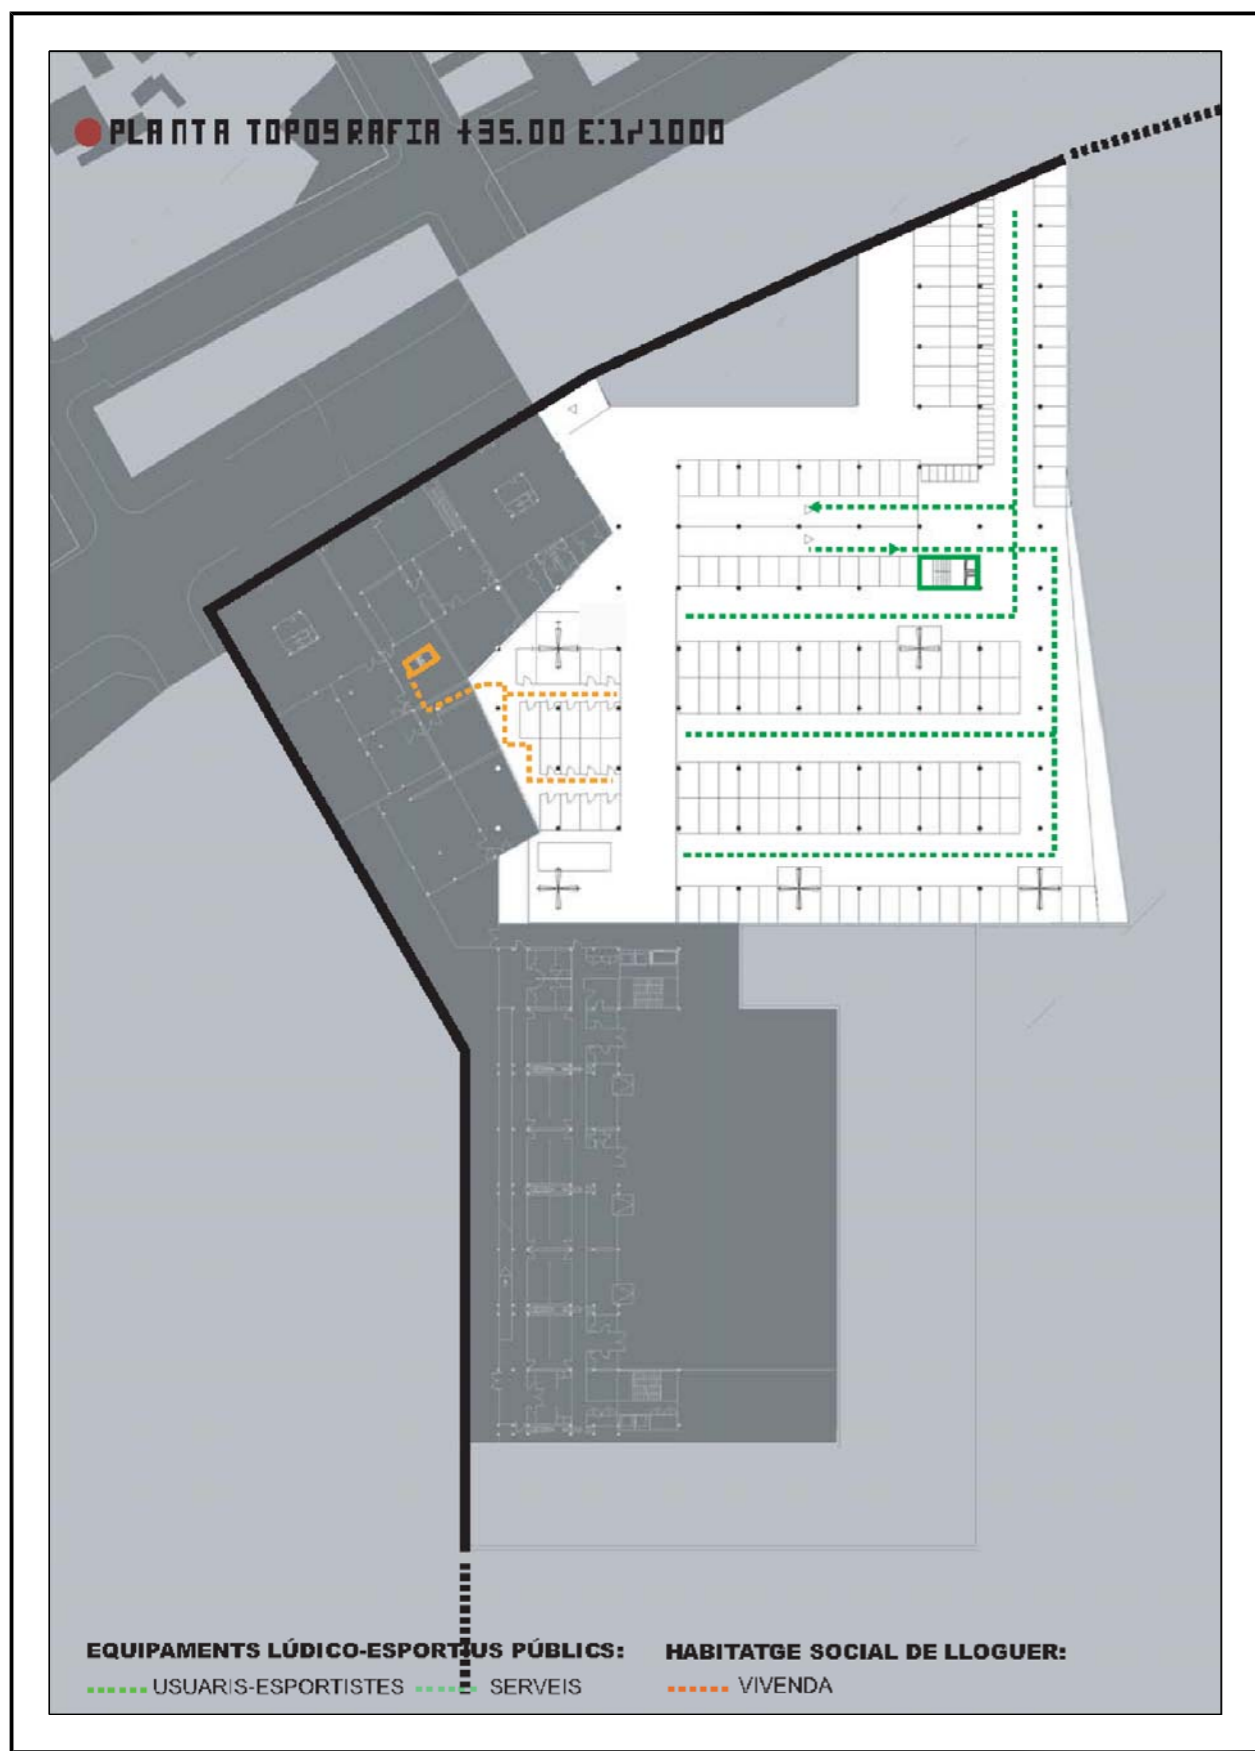 PLANTA TOPOGRAFIA +35.00 E:1/1000
EQUIPAMENTS LÚDICO-ESPORTIUS PÚBLICS: HABITATGE SOCIAL DE LLOGUER:
USUARIS-ESPORTISTES SERVEIS VIVENDA